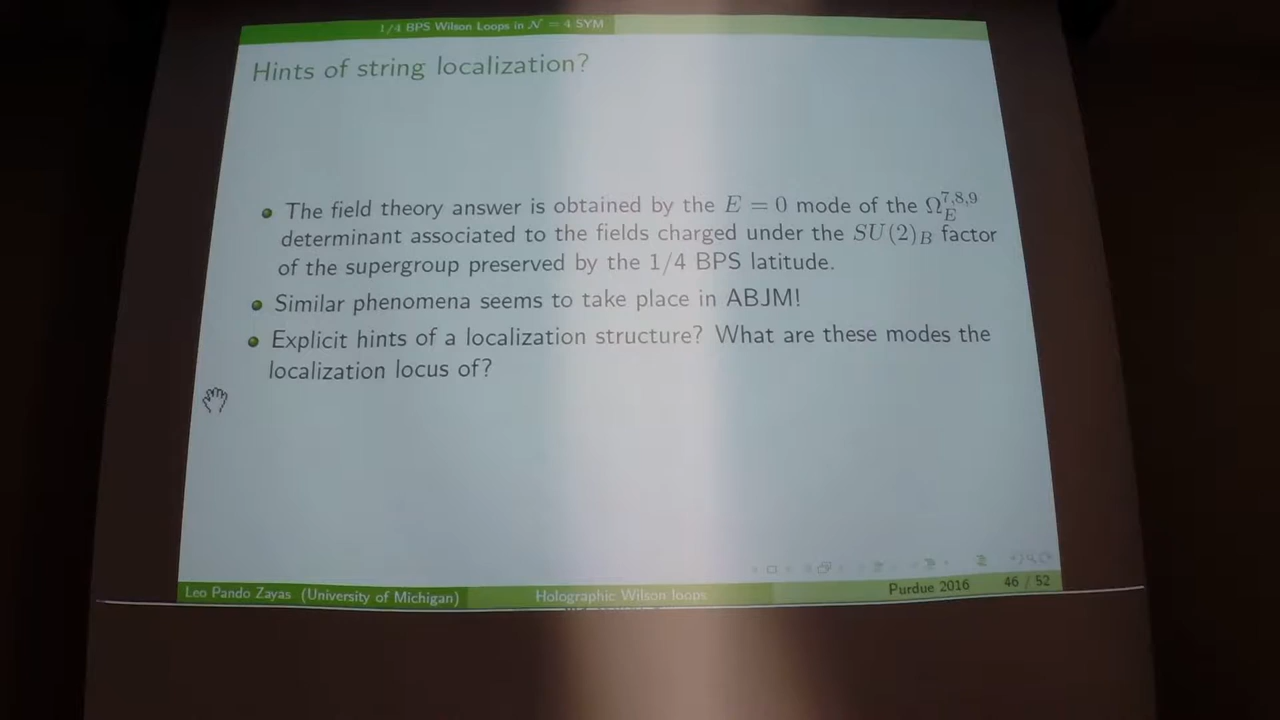 1/4 BPS Wilson Loops in 𝒩 = 4 SYM
Hints of string localization?
The field theory answer is obtained by the E = 0 mode of the Ω_E^{7,8,9}
determinant associated to the fields charged under the SU(2)_B factor
of the supergroup preserved by the 1/4 BPS latitude.
Similar phenomena seems to take place in ABJM!
Explicit hints of a localization structure? What are these modes the
localization locus of?
Leo Pando Zayas (University of Michigan)
Holographic Wilson loops
Purdue 2016
46 / 52